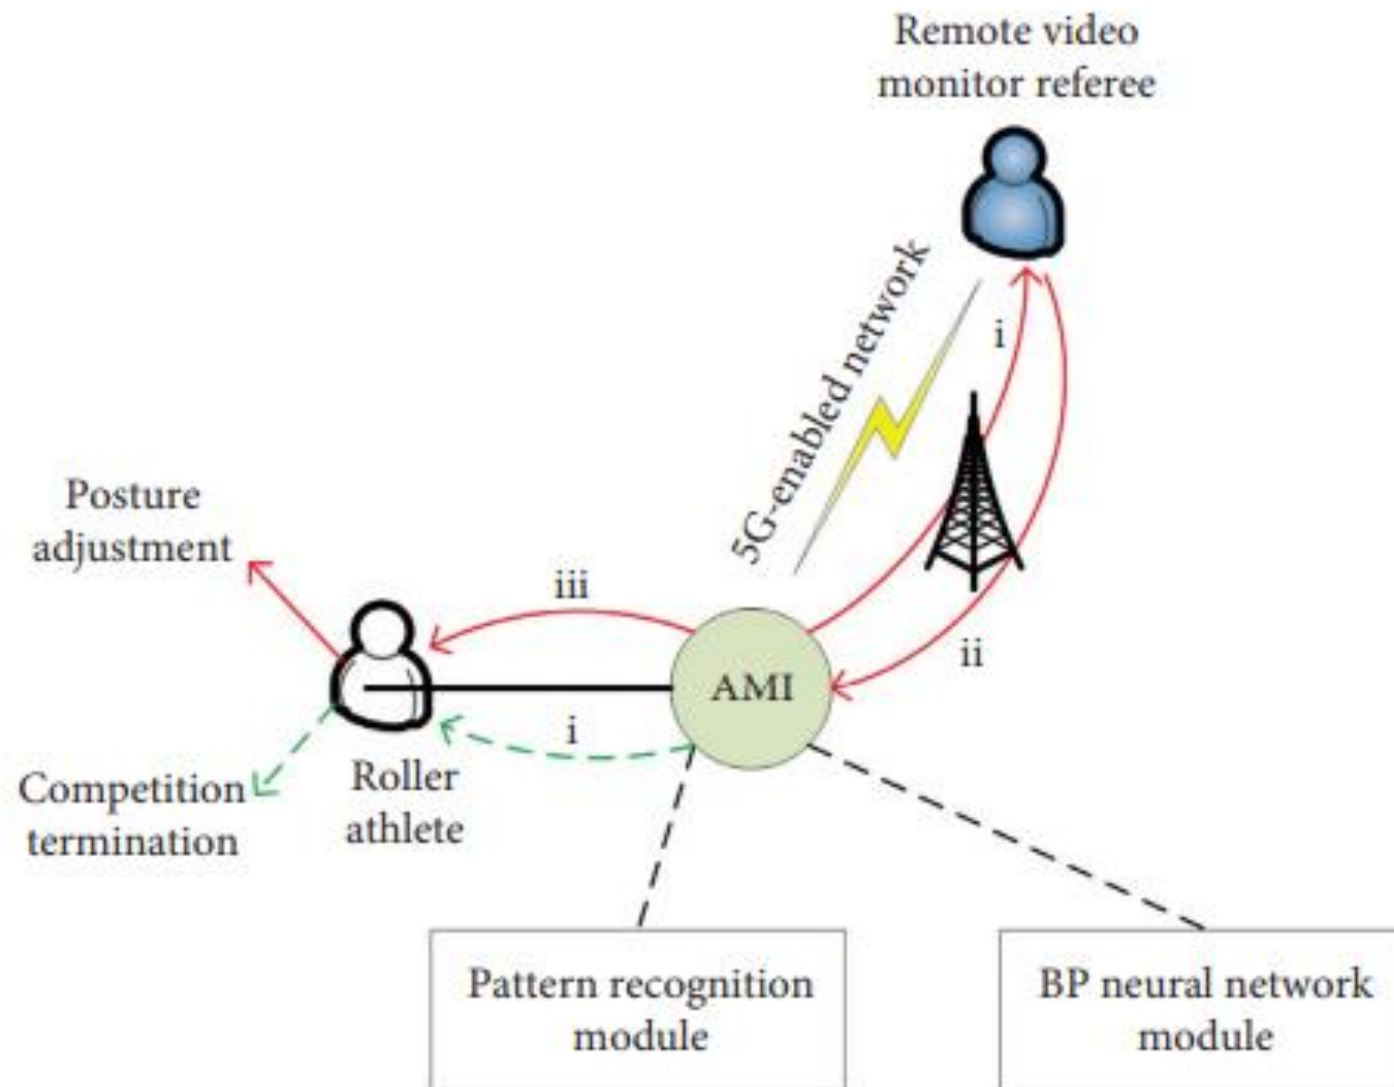 Remote video
monitor referee
5G-enabled network
i
Posture
adjustment
iii
ii
AMI
i
Roller
athlete
Competition
termination
Pattern recognition
module
BP neural network
module